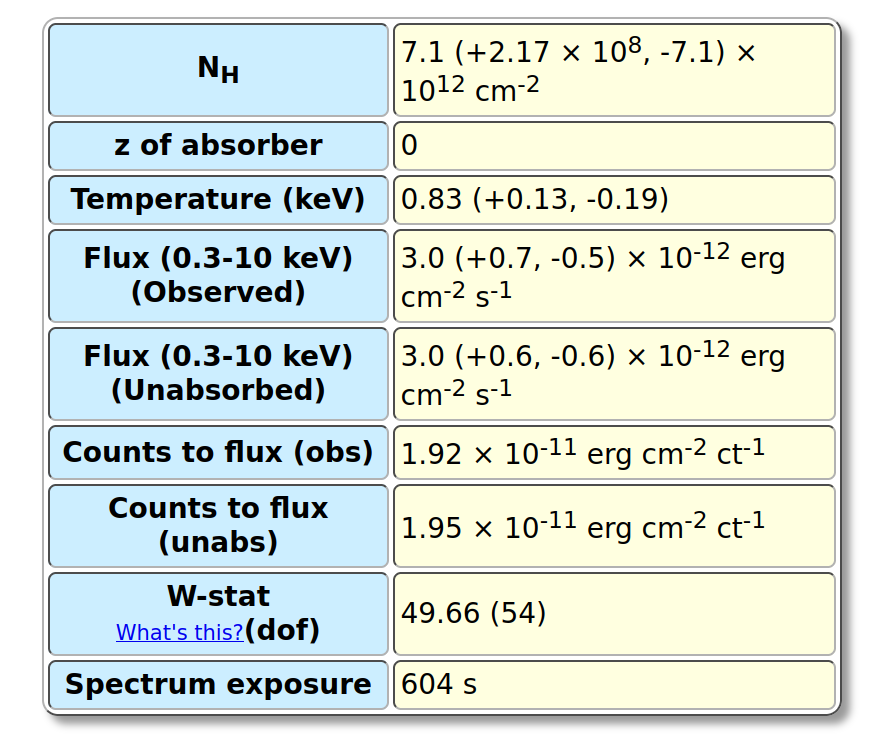 N_H
7.1 (+2.17 × 10^8, -7.1) ×
10^12 cm^-2
z of absorber
0
Temperature (keV)
0.83 (+0.13, -0.19)
Flux (0.3-10 keV)
(Observed)
3.0 (+0.7, -0.5) × 10^-12 erg
cm^-2 s^-1
Flux (0.3-10 keV)
(Unabsorbed)
3.0 (+0.6, -0.6) × 10^-12 erg
cm^-2 s^-1
Counts to flux (obs)
1.92 × 10^-11 erg cm^-2 ct^-1
Counts to flux
(unabs)
1.95 × 10^-11 erg cm^-2 ct^-1
W-stat
What's this?(dof)
49.66 (54)
Spectrum exposure
604 s